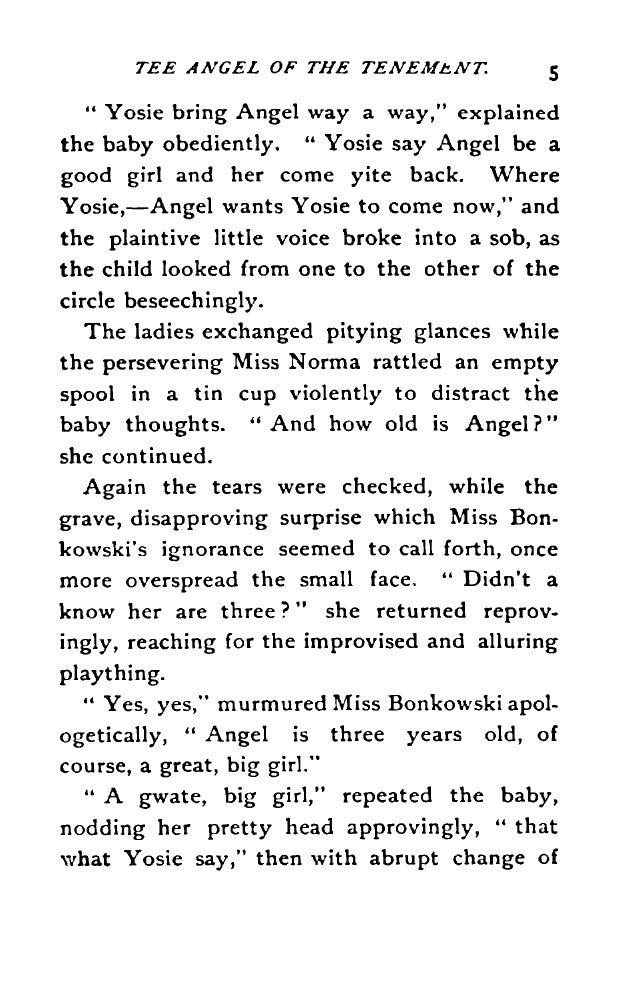 TEE ANGEL OF THE TENEMENT. 5
“ Yosie bring Angel way a way,” explained
the baby obediently. “ Yosie say Angel be a
good girl and her come yite back. Where
Yosie,—Angel wants Yosie to come now,” and
the plaintive little voice broke into a sob, as
the child looked from one to the other of the
circle beseechingly.
The ladies exchanged pitying glances while
the persevering Miss Norma rattled an empty
spool in a tin cup violently to distract the
baby thoughts. “ And how old is Angel?”
she continued.
Again the tears were checked, while the
grave, disapproving surprise which Miss Bon-
kowski's ignorance seemed to call forth, once
more overspread the small face. “ Didn't a
know her are three?” she returned reprov-
ingly, reaching for the improvised and alluring
plaything.
“ Yes, yes,” murmured Miss Bonkowski apol-
ogetically, “ Angel is three years old, of
course, a great, big girl.”
“ A gwate, big girl,” repeated the baby,
nodding her pretty head approvingly, “ that
what Yosie say,” then with abrupt change of